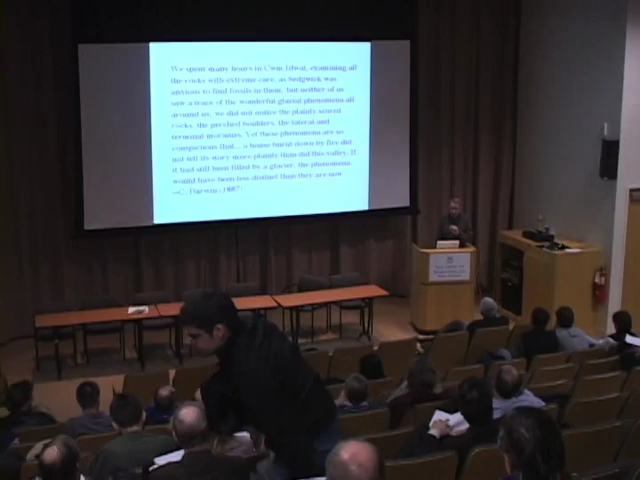 We spent many hours in Cwm Idwal, examining all
the rocks with extreme care, as Sedgwick was
anxious to find fossils in them; but neither of us
saw a trace of the wonderful glacial phenomena all
around us; we did not notice the plainly scored
rocks, the perched boulders, the lateral and
terminal moraines. Yet these phenomena are so
conspicuous that... a house burnt down by fire did
not tell its story more plainly than did this valley. If
it had still been filled by a glacier, the phenomena
would have been less distinct than they are now.
—C. Darwin (1887)